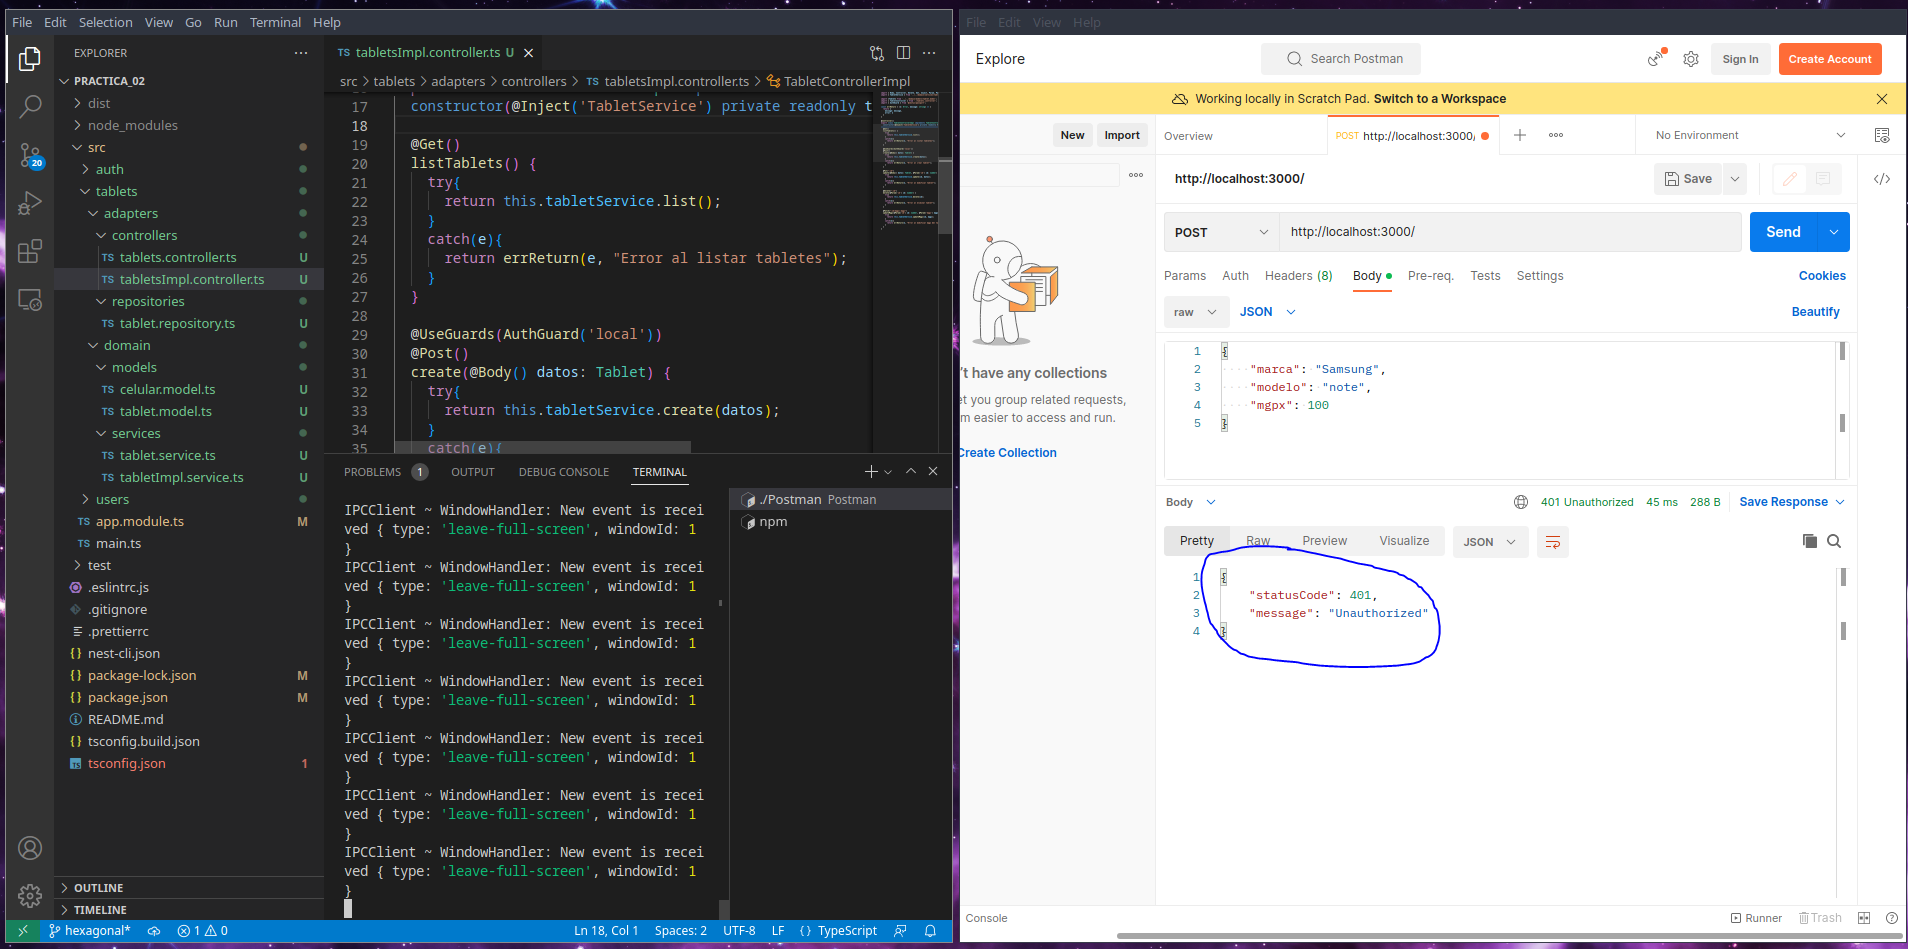 File Edit Selection View Go Run Terminal Help
EXPLORER
PRACTICA_02
dist
node_modules
src
auth
tablets
adapters
controllers
TS tablets.controller.ts U
TS tabletsImpl.controller.ts U
repositories
TS tablet.repository.ts U
domain
models
TS celular.model.ts U
TS tablet.model.ts U
services
TS tablet.service.ts U
TS tabletImpl.service.ts U
users
TS app.module.ts M
TS main.ts
test
.eslintrc.js
.gitignore
.prettierrc
{} nest-cli.json
{} package-lock.json M
{} package.json M
README.md
{} tsconfig.build.json
tsconfig.json 1
OUTLINE
TIMELINE
20
TS tabletsImpl.controller.ts U
src > tablets > adapters > controllers > TS tabletsImpl.controller.ts > TabletControllerImpl
17 constructor(@Inject('TabletService') private readonly t
18
19 @Get()
20 listTablets() {
21 try{
22 return this.tabletService.list();
23 }
24 catch(e){
25 return errReturn(e, "Error al listar tabletes");
26 }
27 }
28
29 @UseGuards(AuthGuard('local'))
30 @Post()
31 create(@Body() datos: Tablet) {
32 try{
33 return this.tabletService.create(datos);
34 }
35 catch(e){
PROBLEMS 1 OUTPUT DEBUG CONSOLE TERMINAL
IPCClient ~ WindowHandler: New event is recei
ved { type: 'leave-full-screen', windowId: 1
}
IPCClient ~ WindowHandler: New event is recei
ved { type: 'leave-full-screen', windowId: 1
}
IPCClient ~ WindowHandler: New event is recei
ved { type: 'leave-full-screen', windowId: 1
}
IPCClient ~ WindowHandler: New event is recei
ved { type: 'leave-full-screen', windowId: 1
}
IPCClient ~ WindowHandler: New event is recei
ved { type: 'leave-full-screen', windowId: 1
}
IPCClient ~ WindowHandler: New event is recei
ved { type: 'leave-full-screen', windowId: 1
}
IPCClient ~ WindowHandler: New event is recei
ved { type: 'leave-full-screen', windowId: 1
}
./Postman Postman
npm
hexagonal* 1 0 Ln 18, Col 1 Spaces: 2 UTF-8 LF {} TypeScript
File Edit View Help
Explore Search Postman Sign In Create Account
Working locally in Scratch Pad. Switch to a Workspace
New Import Overview POST http://localhost:3000/ No Environment
http://localhost:3000/ Save
POST http://localhost:3000/ Send
Params Auth Headers (8) Body Pre-req. Tests Settings Cookies
raw JSON Beautify
1 {
2 "marca": "Samsung",
3 "modelo": "note",
4 "mgpx": 100
5 }
't have any collections
et you group related requests,
m easier to access and run.
Create Collection
Body 401 Unauthorized 45 ms 288 B Save Response
Pretty Raw Preview Visualize JSON
1 {
2 "statusCode": 401,
3 "message": "Unauthorized"
4 }
Console Runner Trash